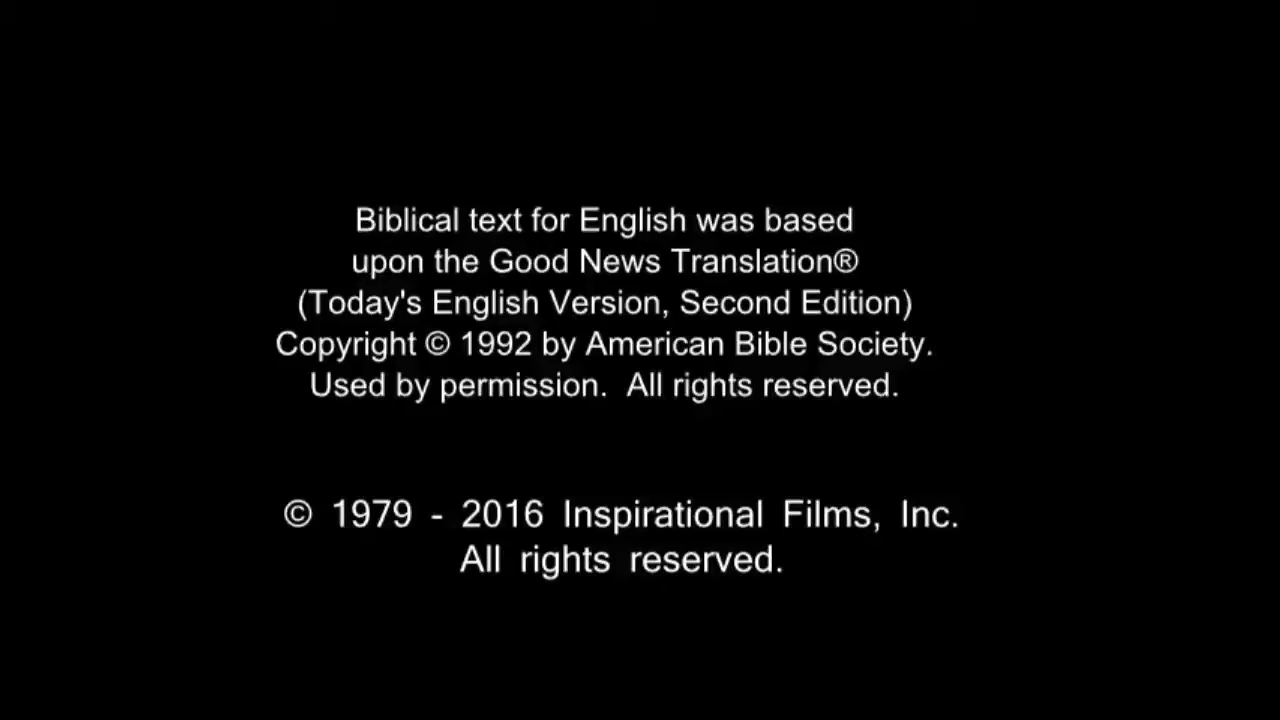 Biblical text for English was based
upon the Good News Translation®
(Today's English Version, Second Edition)
Copyright © 1992 by American Bible Society.
Used by permission.  All rights reserved.
© 1979 - 2016 Inspirational Films, Inc.
All rights reserved.